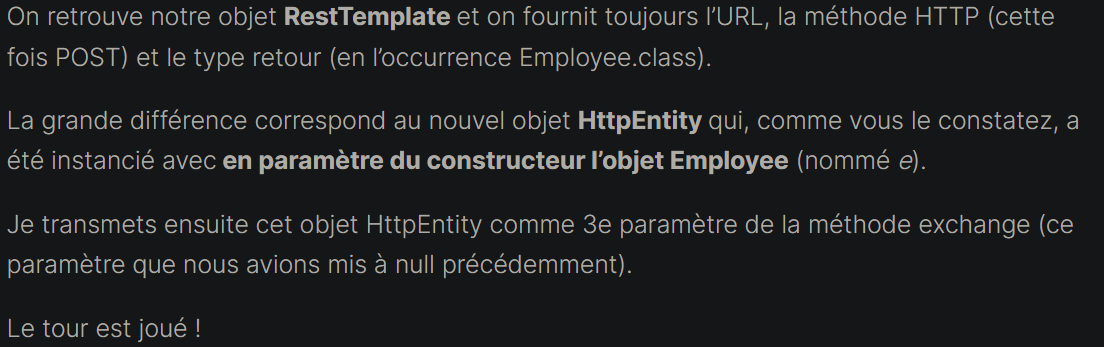 On retrouve notre objet RestTemplate et on fournit toujours l’URL, la méthode HTTP (cette
fois POST) et le type retour (en l’occurrence Employee.class).
La grande différence correspond au nouvel objet HttpEntity qui, comme vous le constatez, a
été instancié avec en paramètre du constructeur l’objet Employee (nommé e).
Je transmets ensuite cet objet HttpEntity comme 3e paramètre de la méthode exchange (ce
paramètre que nous avions mis à null précédemment).
Le tour est joué !